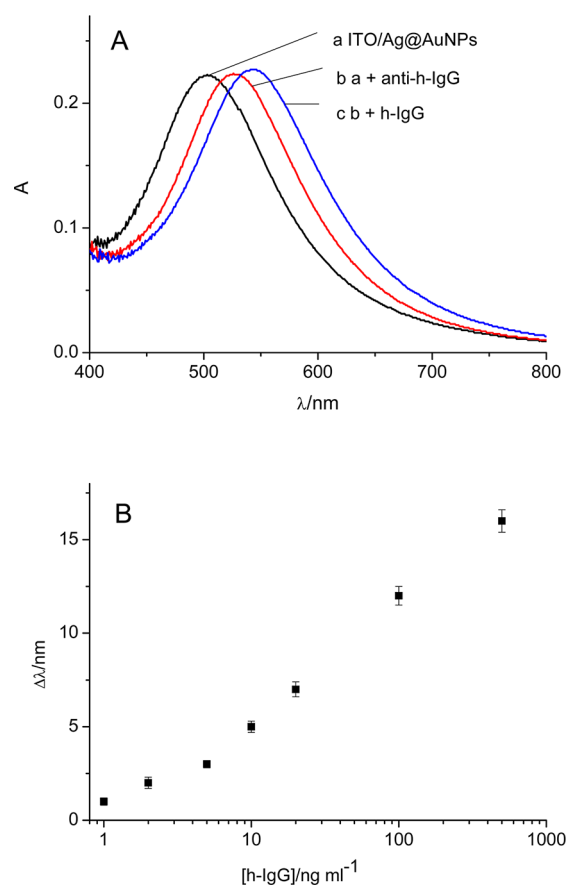 A
a ITO/Ag@AuNPs
b a + anti-h-IgG
c b + h-IgG
0.2
0.1
0.0
A
400 500 600 700 800
λ/nm
B
15
10
5
0
Δλ/nm
1 10 100 1000
[h-IgG]/ng ml⁻¹